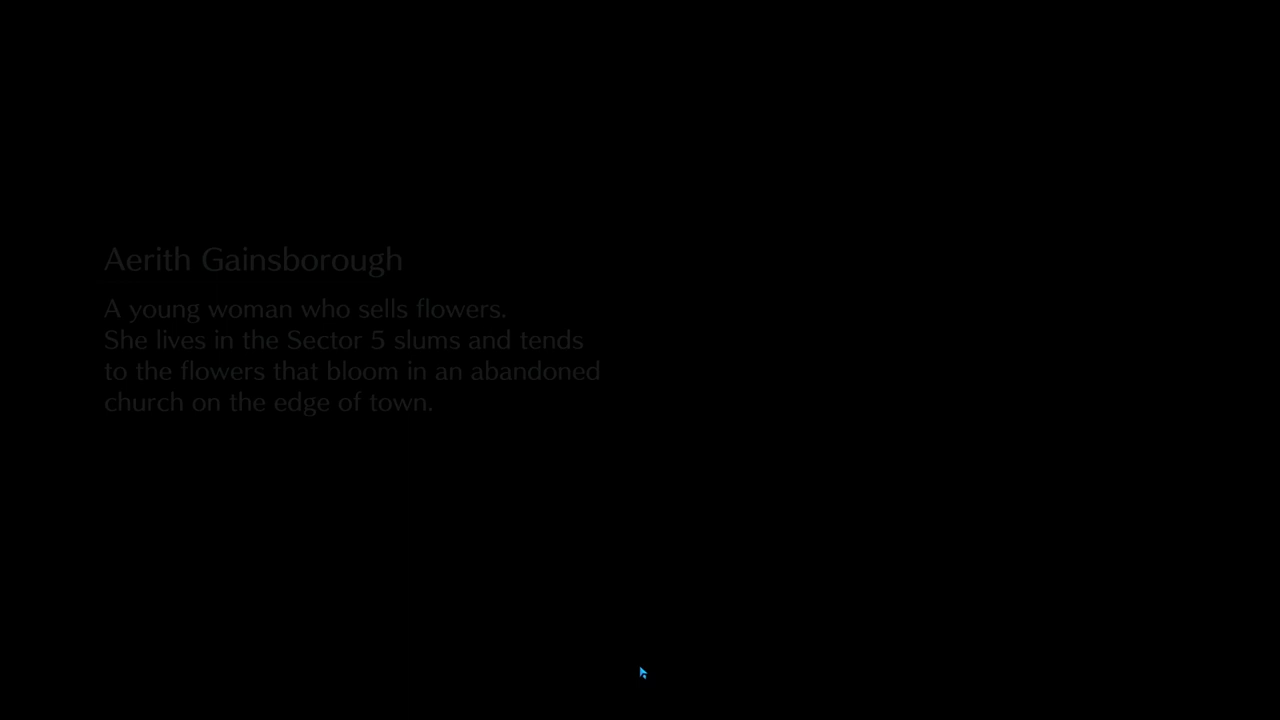 Aerith Gainsborough
A young woman who sells flowers.
She lives in the Sector 5 slums and tends
to the flowers that bloom in an abandoned
church on the edge of town.